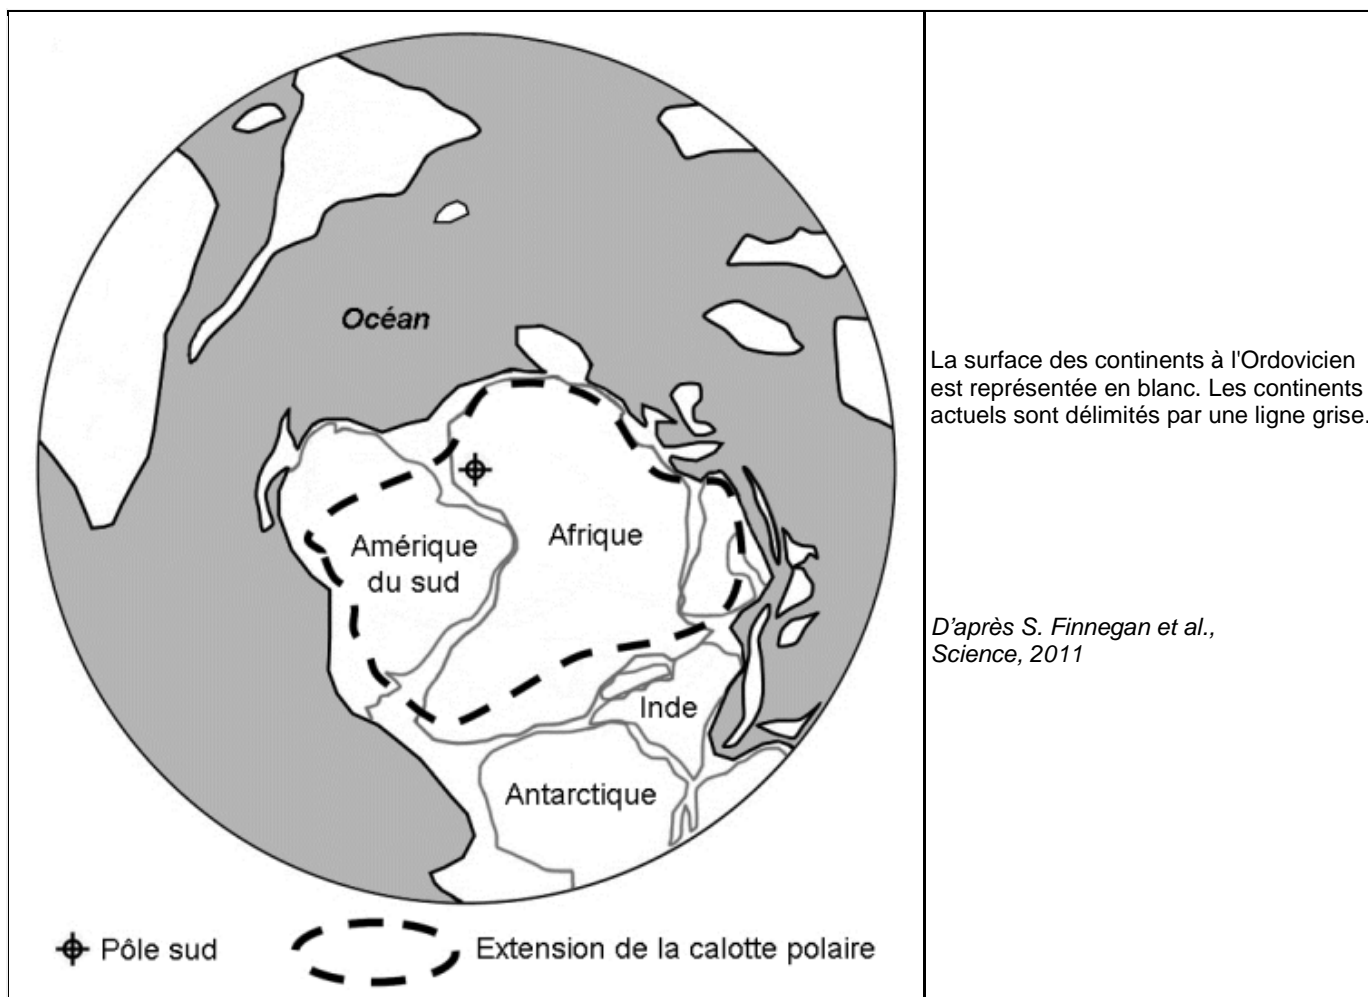 Océan
Afrique
Amérique
du sud
Inde
Antarctique
Pôle sud
Extension de la calotte polaire
La surface des continents à l'Ordovicien
est représentée en blanc. Les continents
actuels sont délimités par une ligne grise.
D'après S. Finnegan et al.,
Science, 2011